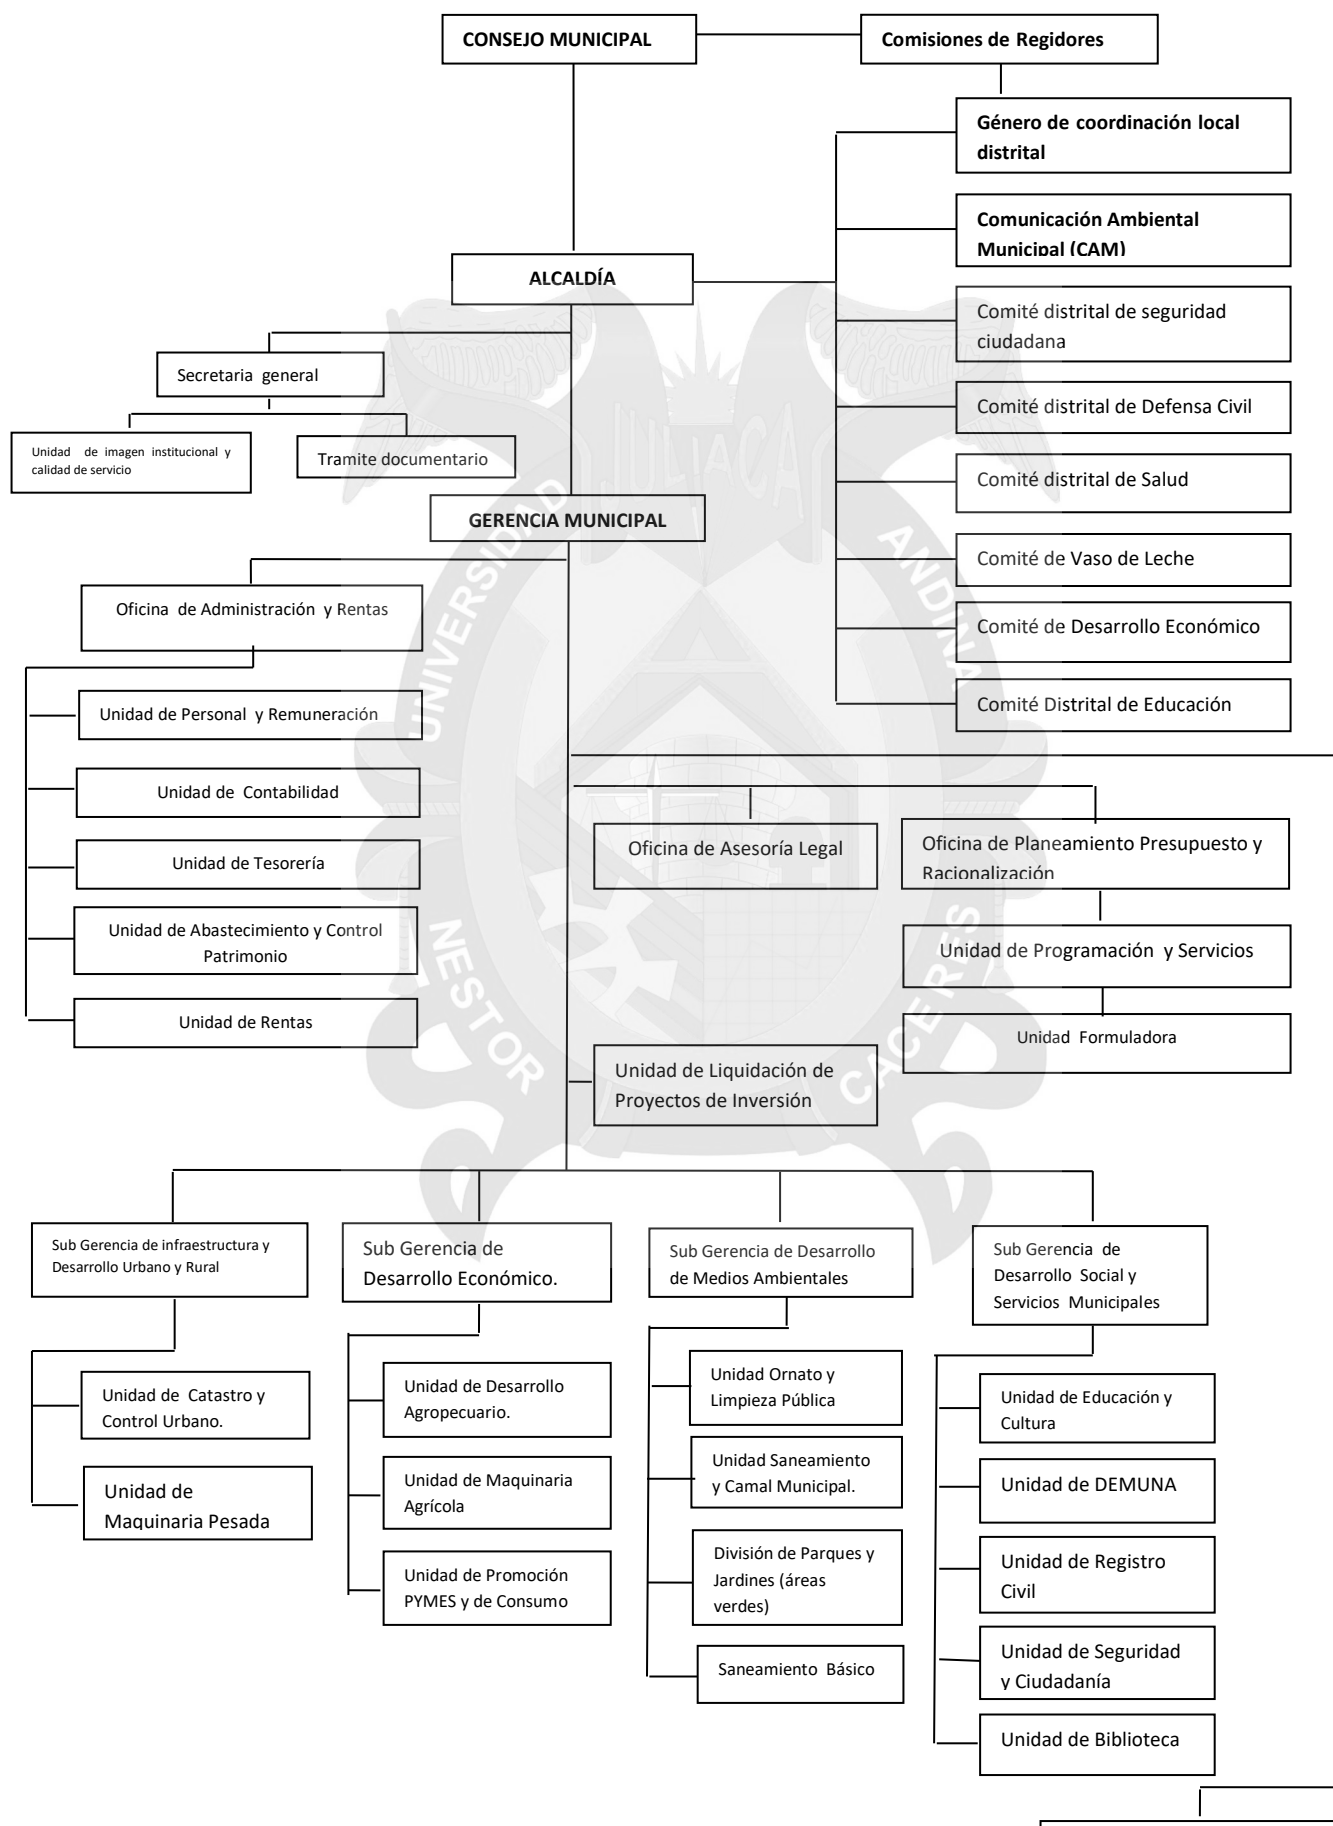 CONSEJO MUNICIPAL
Comisiones de Regidores
Género de coordinación local
distrital
Comunicación Ambiental
Municipal (CAM)
ALCALDÍA
Comité distrital de seguridad
ciudadana
Secretaria general
Comité distrital de Defensa Civil
Unidad de imagen institucional y
calidad de servicio
Tramite documentario
Comité distrital de Salud
GERENCIA MUNICIPAL
Comité de Vaso de Leche
Oficina de Administración y Rentas
Comité de Desarrollo Económico
Comité Distrital de Educación
Unidad de Personal y Remuneración
Unidad de Contabilidad
Unidad de Tesorería
Unidad de Abastecimiento y Control
Patrimonio
Unidad de Rentas
Oficina de Asesoría Legal
Oficina de Planeamiento Presupuesto y
Racionalización
Unidad de Programación y Servicios
Unidad Formuladora
Unidad de Liquidación de
Proyectos de Inversión
Sub Gerencia de infraestructura y
Desarrollo Urbano y Rural
Unidad de Catastro y
Control Urbano.
Unidad de
Maquinaria Pesada
Sub Gerencia de
Desarrollo Económico.
Unidad de Desarrollo
Agropecuario.
Unidad de Maquinaria
Agrícola
Unidad de Promoción
PYMES y de Consumo
Sub Gerencia de Desarrollo
de Medios Ambientales
Unidad Ornato y
Limpieza Pública
Unidad Saneamiento
y Camal Municipal.
División de Parques y
Jardines (áreas
verdes)
Saneamiento Básico
Sub Gerencia de
Desarrollo Social y
Servicios Municipales
Unidad de Educación y
Cultura
Unidad de DEMUNA
Unidad de Registro
Civil
Unidad de Seguridad
y Ciudadanía
Unidad de Biblioteca
UNIVERSIDAD
ANDINA
NESTOR
CACERES
JULIACA